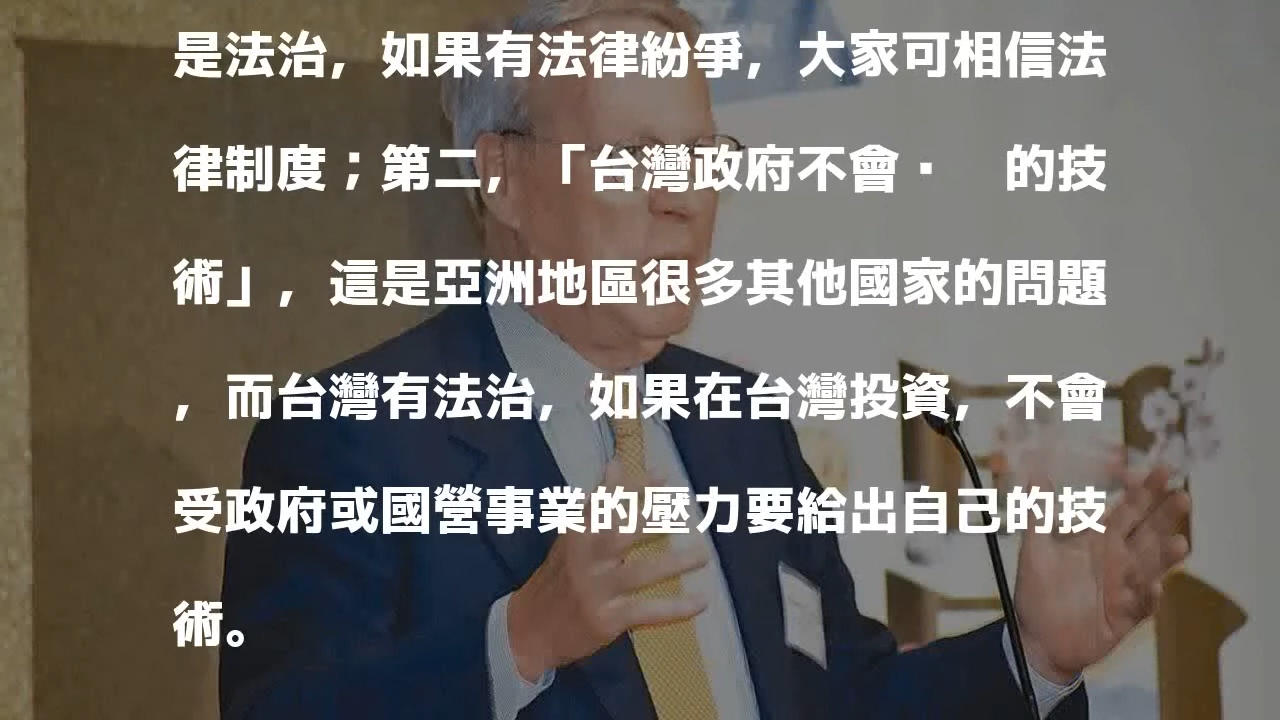 是法治，如果有法律紛爭，大家可相信法
律制度；第二，「台灣政府不會·　的技
術」，這是亞洲地區很多其他國家的問題
，而台灣有法治，如果在台灣投資，不會
受政府或國營事業的壓力要給出自己的技
術。